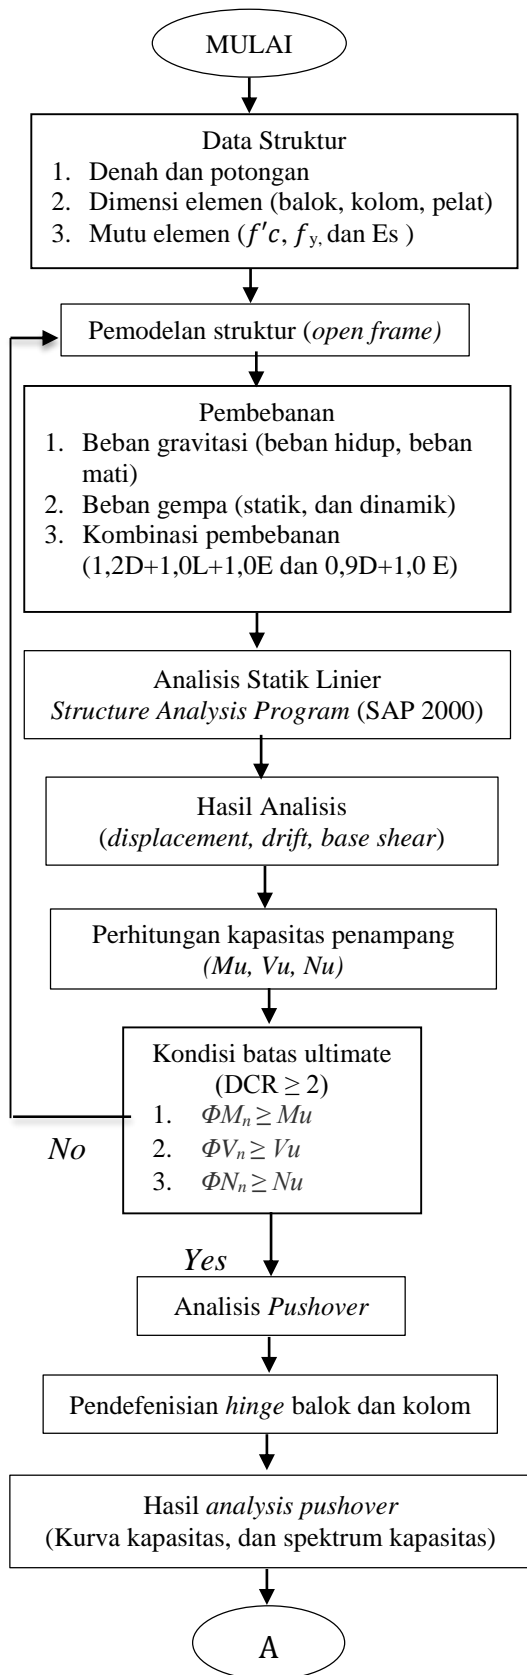 MULAI
Data Struktur
1. Denah dan potongan
2. Dimensi elemen (balok, kolom, pelat)
3. Mutu elemen (f'c, fy, dan Es )
Pemodelan struktur (open frame)
Pembebanan
1. Beban gravitasi (beban hidup, beban
mati)
2. Beban gempa (statik, dan dinamik)
3. Kombinasi pembebanan
(1,2D+1,0L+1,0E dan 0,9D+1,0 E)
Analisis Statik Linier
Structure Analysis Program (SAP 2000)
Hasil Analisis
(displacement, drift, base shear)
Perhitungan kapasitas penampang
(Mu, Vu, Nu)
Kondisi batas ultimate
(DCR ≥ 2)
1. ΦMn ≥ Mu
2. ΦVn ≥ Vu
3. ΦNn ≥ Nu
No
Yes
Analisis Pushover
Pendefenisian hinge balok dan kolom
Hasil analysis pushover
(Kurva kapasitas, dan spektrum kapasitas)
A